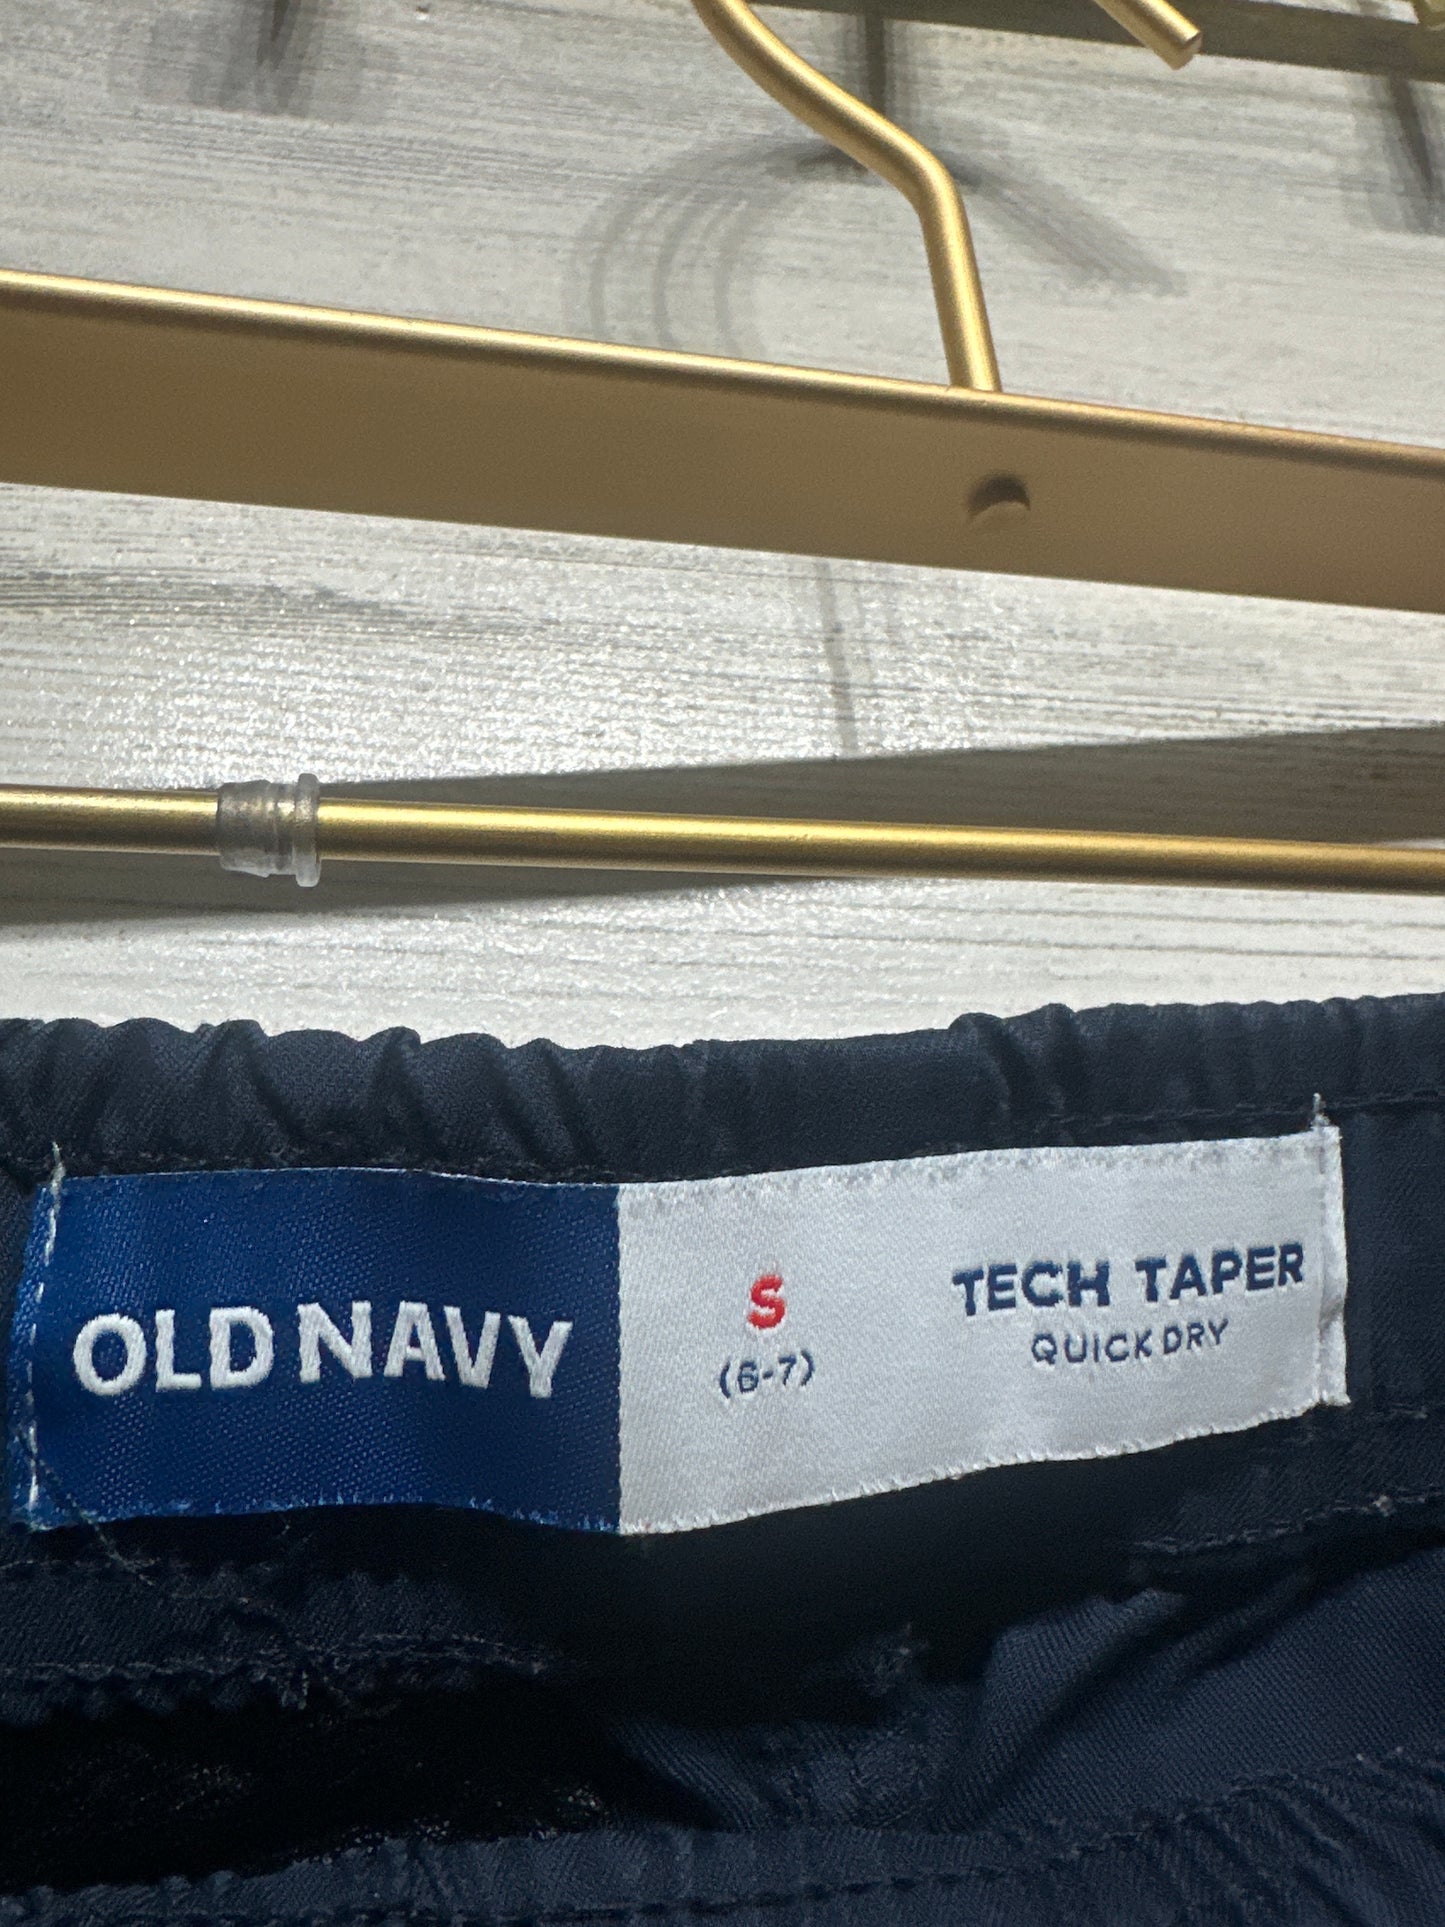 OLD NAVY
S
(6-7)
TECH TAPER
QUICK DRY